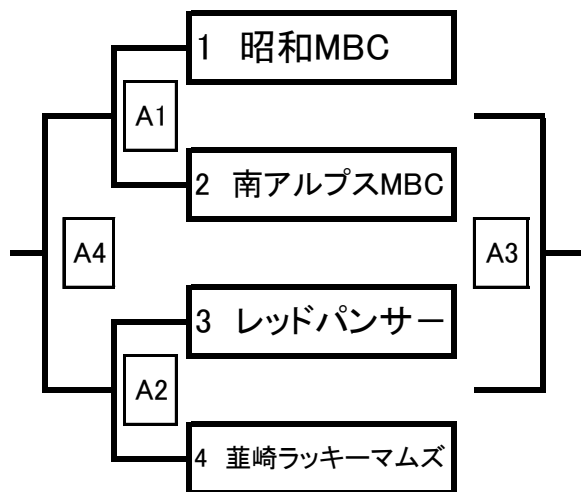 1 昭和MBC
A1
2 南アルプスMBC
A4
A3
3 レッドパンサー
A2
4 韮崎ラッキーマムズ